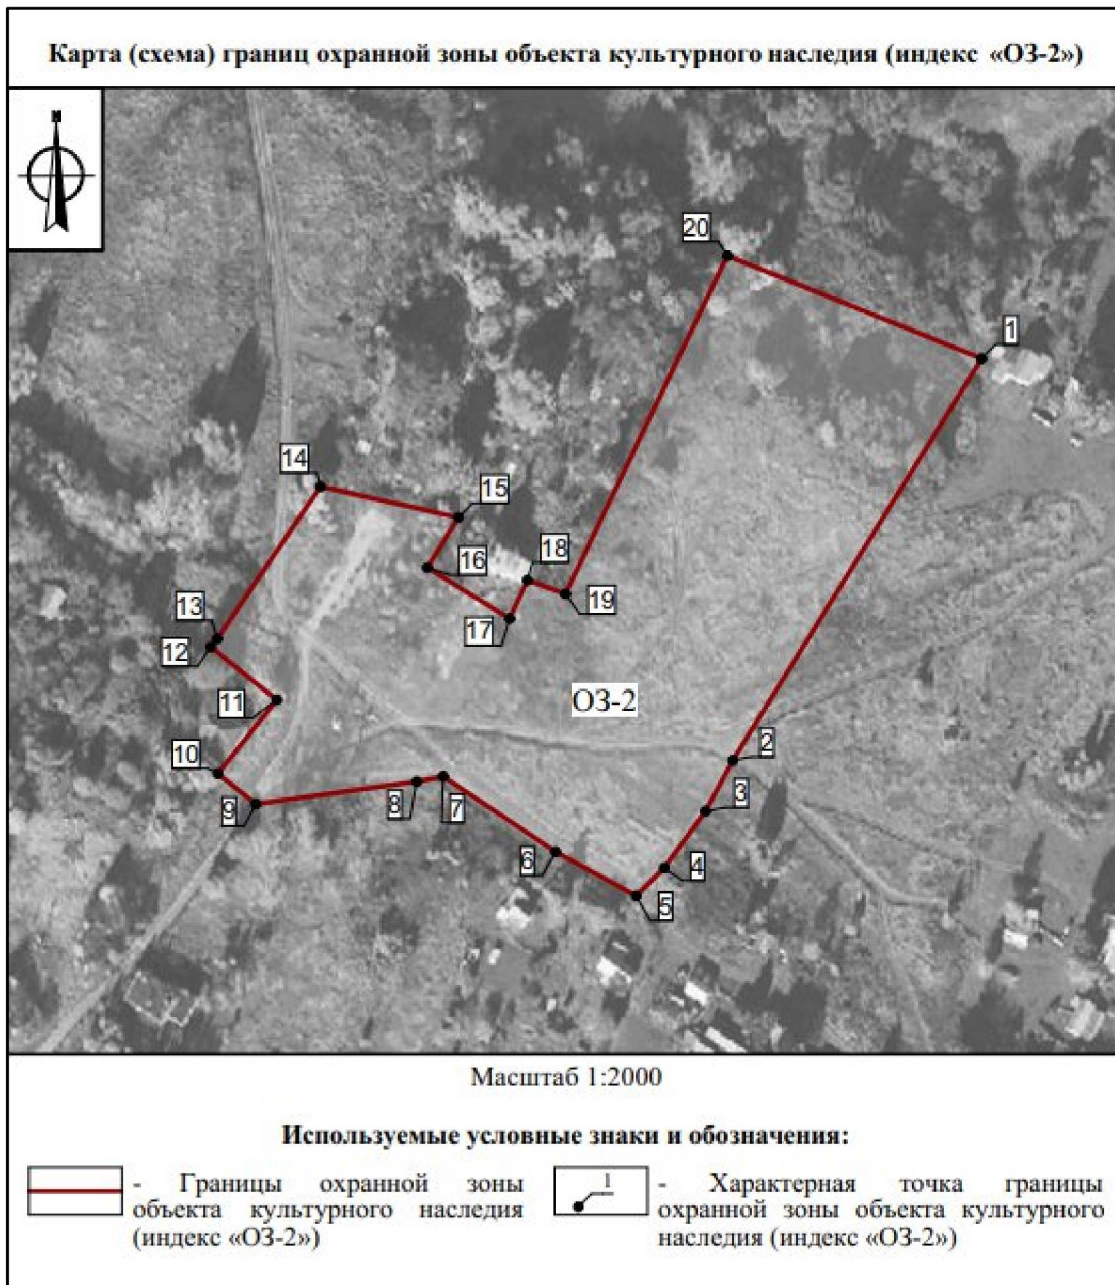 Карта (схема) границ охранной зоны объекта культурного наследия (индекс «ОЗ-2»)
N
20
1
14
15
18
16
19
13
17
12
11
ОЗ-2
10
2
9
8
7
3
6
4
5
Масштаб 1:2000
Используемые условные знаки и обозначения:
- Границы охранной зоны
объекта культурного наследия
(индекс «ОЗ-2»)
1
- Характерная точка границы
охранной зоны объекта культурного
наследия (индекс «ОЗ-2»)